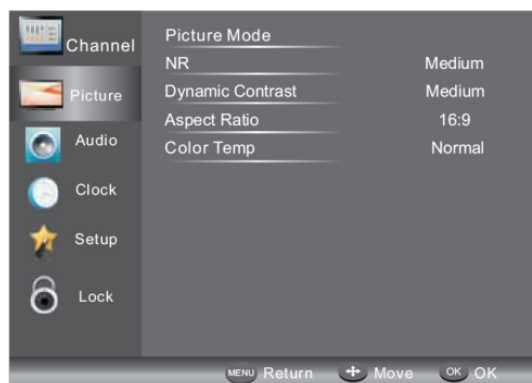 Channel
Picture
Audio
Clock
Setup
Lock
Picture Mode
NR Medium
Dynamic Contrast Medium
Aspect Ratio 16:9
Color Temp Normal
MENU Return Move OK OK